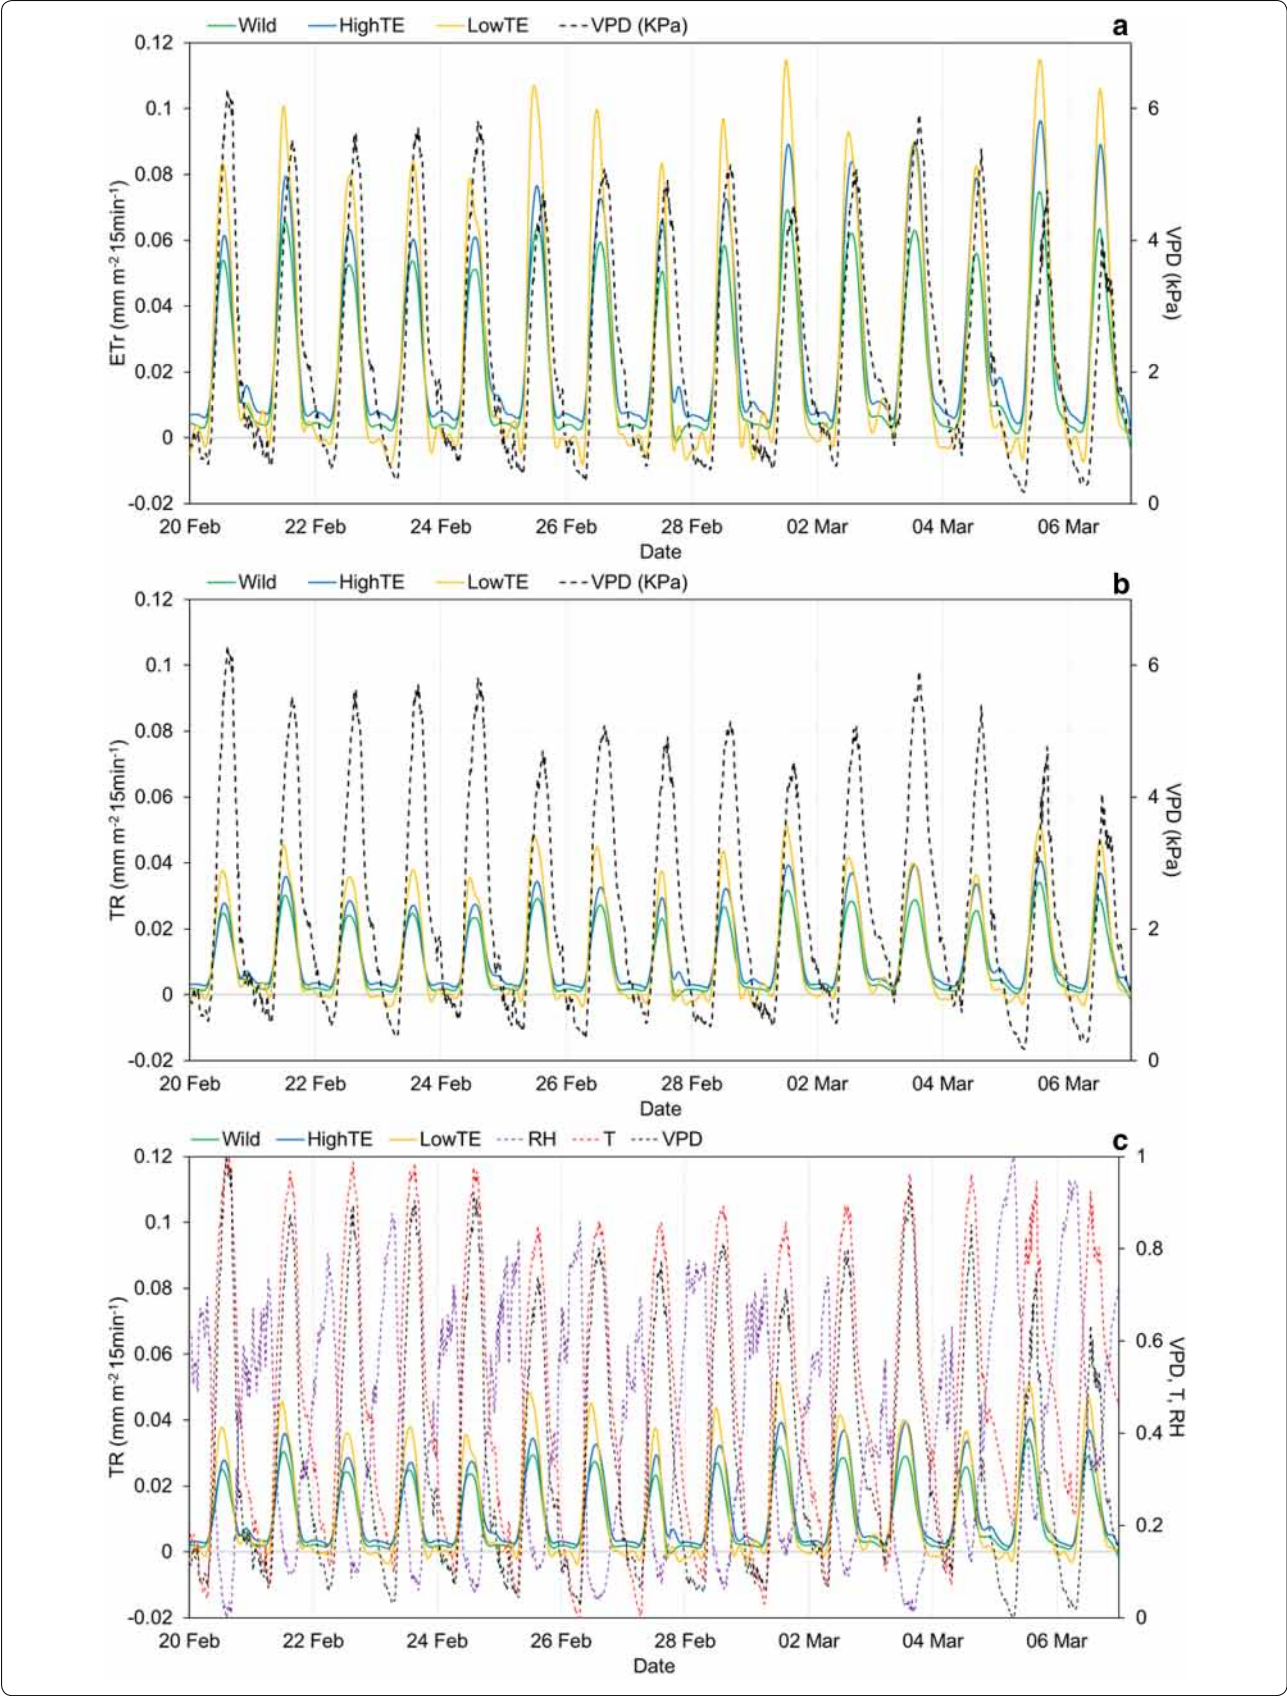 Wild HighTE LowTE VPD (KPa) a
0.12
0.1
0.08
0.06
0.04
0.02
0
-0.02
ETr (mm m-2 15min-1)
6
4
2
0
VPD (kPa)
20 Feb 22 Feb 24 Feb 26 Feb 28 Feb 02 Mar 04 Mar 06 Mar
Date
Wild HighTE LowTE VPD (KPa) b
0.12
0.1
0.08
0.06
0.04
0.02
0
-0.02
TR (mm m-2 15min-1)
6
4
2
0
VPD (kPa)
20 Feb 22 Feb 24 Feb 26 Feb 28 Feb 02 Mar 04 Mar 06 Mar
Date
Wild HighTE LowTE RH T VPD c
0.12
0.1
0.08
0.06
0.04
0.02
0
-0.02
TR (mm m-2 15min-1)
1
0.8
0.6
0.4
0.2
0
VPD, T, RH
20 Feb 22 Feb 24 Feb 26 Feb 28 Feb 02 Mar 04 Mar 06 Mar
Date